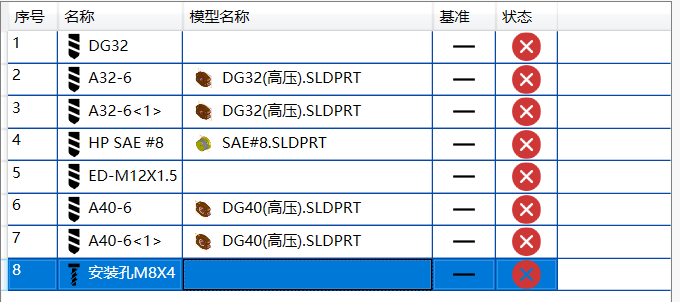 序号 名称 模型名称 基准 状态
1 DG32
2 A32-6 DG32(高压).SLDPRT
3 A32-6<1> DG32(高压).SLDPRT
4 HP SAE #8 SAE#8.SLDPRT
5 ED-M12X1.5
6 A40-6 DG40(高压).SLDPRT
7 A40-6<1> DG40(高压).SLDPRT
8 安装孔M8X4